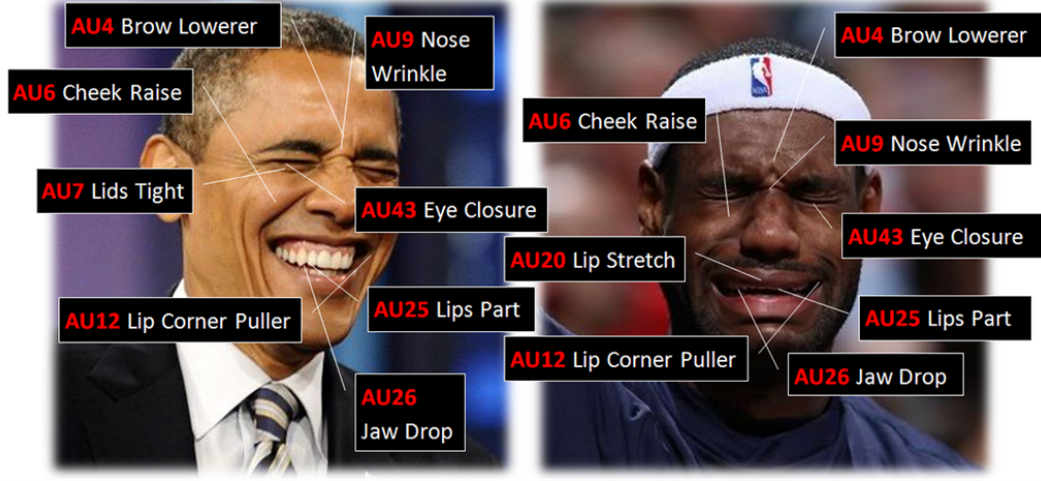 AU4 Brow Lowerer
AU9 Nose
Wrinkle
AU6 Cheek Raise
AU7 Lids Tight
AU43 Eye Closure
AU12 Lip Corner Puller
AU25 Lips Part
AU26
Jaw Drop
AU4 Brow Lowerer
NBA
AU6 Cheek Raise
AU9 Nose Wrinkle
AU43 Eye Closure
AU20 Lip Stretch
AU25 Lips Part
AU12 Lip Corner Puller
AU26 Jaw Drop